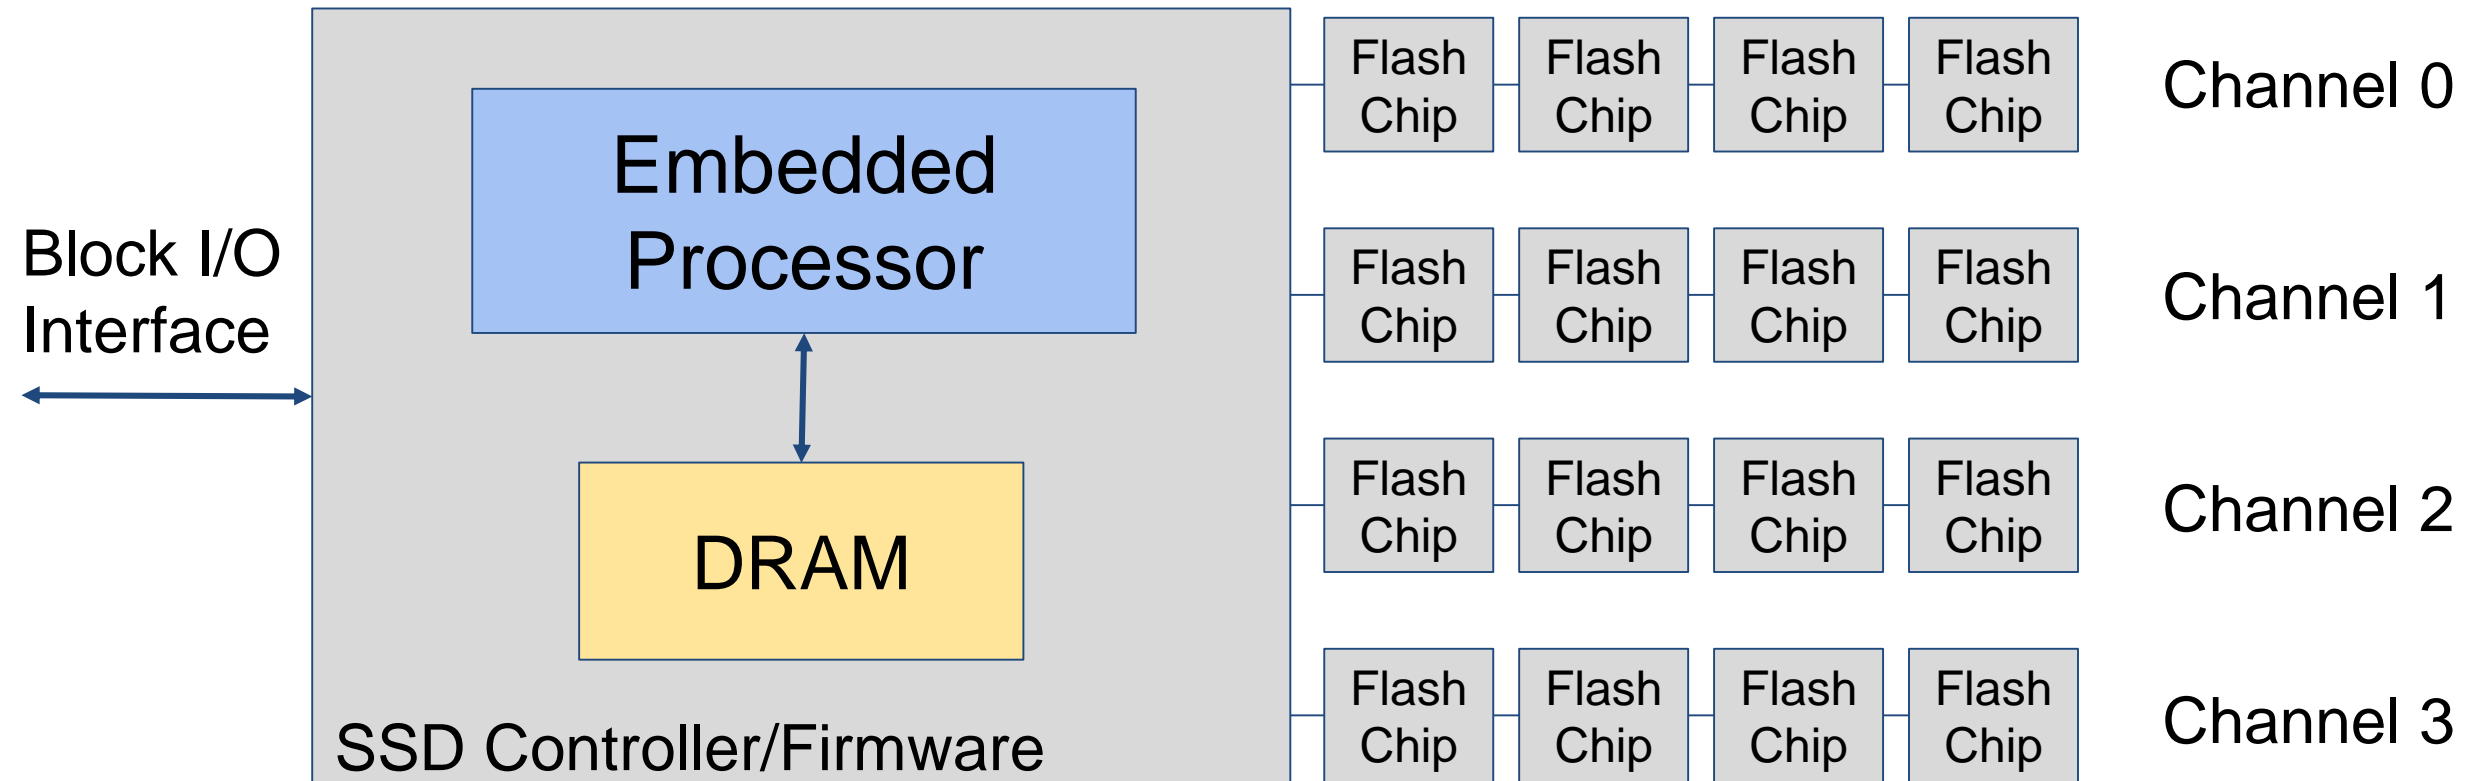 Flash Flash Flash Flash
Chip Chip Chip Chip
Channel 0
Embedded
Processor
Block I/O
Interface
Flash Flash Flash Flash
Chip Chip Chip Chip
Channel 1
Flash Flash Flash Flash
Chip Chip Chip Chip
Channel 2
DRAM
Flash Flash Flash Flash
Chip Chip Chip Chip
Channel 3
SSD Controller/Firmware